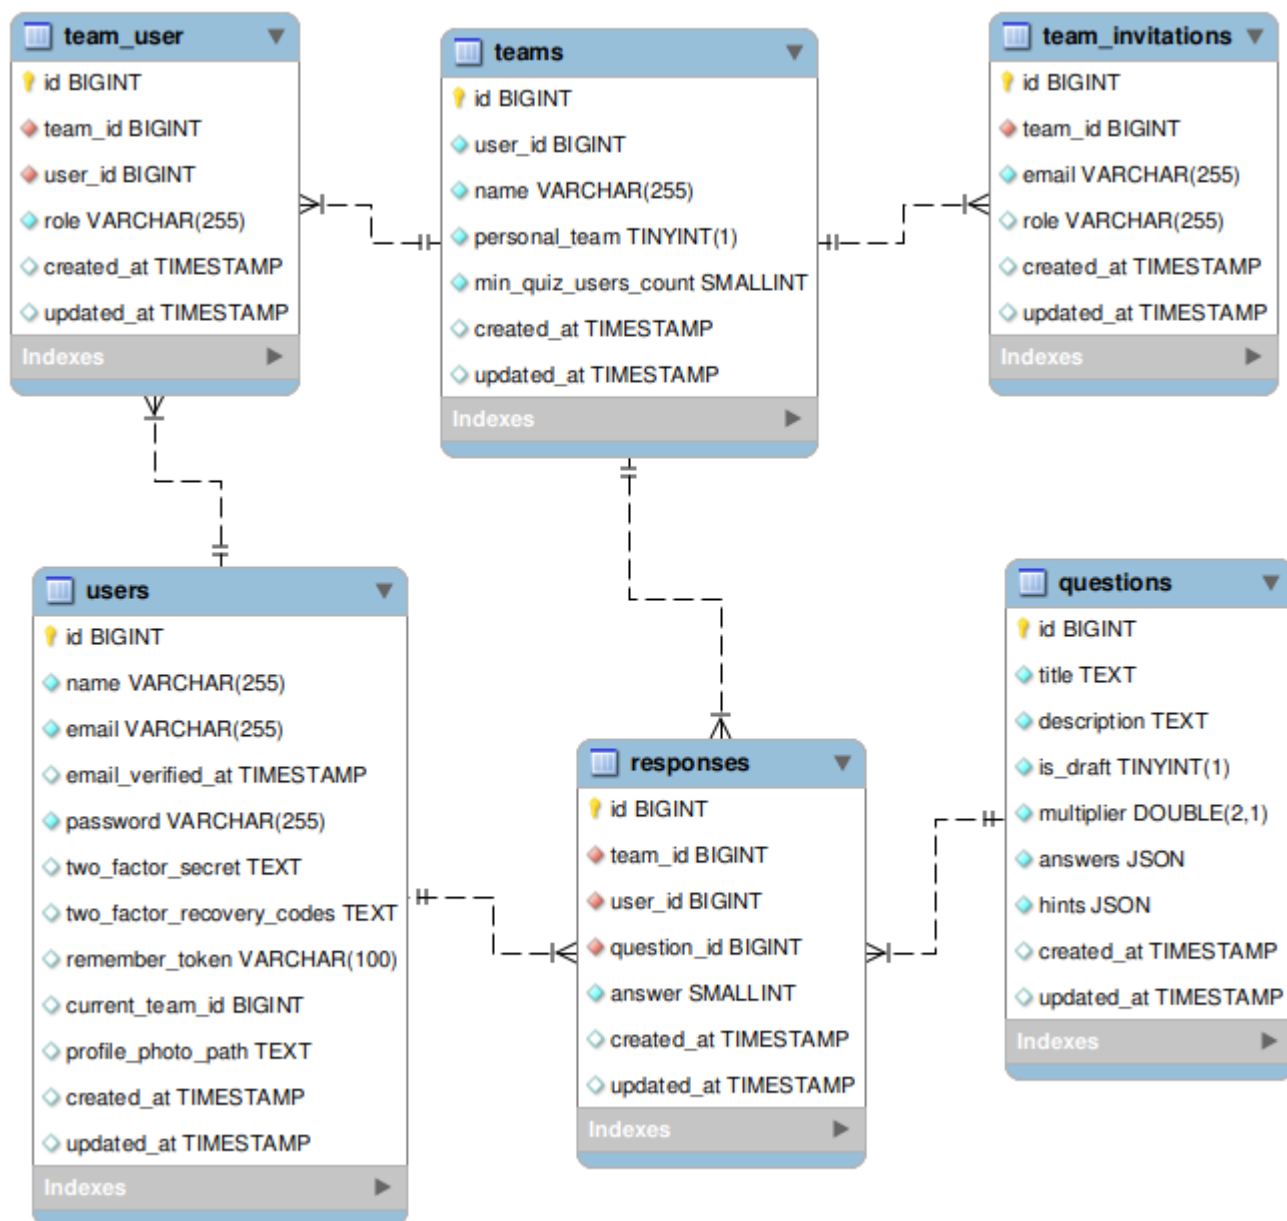 team_user
id BIGINT
team_id BIGINT
user_id BIGINT
role VARCHAR(255)
created_at TIMESTAMP
updated_at TIMESTAMP
Indexes
teams
id BIGINT
user_id BIGINT
name VARCHAR(255)
personal_team TINYINT(1)
min_quiz_users_count SMALLINT
created_at TIMESTAMP
updated_at TIMESTAMP
Indexes
team_invitations
id BIGINT
team_id BIGINT
email VARCHAR(255)
role VARCHAR(255)
created_at TIMESTAMP
updated_at TIMESTAMP
Indexes
users
id BIGINT
name VARCHAR(255)
email VARCHAR(255)
email_verified_at TIMESTAMP
password VARCHAR(255)
two_factor_secret TEXT
two_factor_recovery_codes TEXT
remember_token VARCHAR(100)
current_team_id BIGINT
profile_photo_path TEXT
created_at TIMESTAMP
updated_at TIMESTAMP
Indexes
responses
id BIGINT
team_id BIGINT
user_id BIGINT
question_id BIGINT
answer SMALLINT
created_at TIMESTAMP
updated_at TIMESTAMP
Indexes
questions
id BIGINT
title TEXT
description TEXT
is_draft TINYINT(1)
multiplier DOUBLE(2,1)
answers JSON
hints JSON
created_at TIMESTAMP
updated_at TIMESTAMP
Indexes